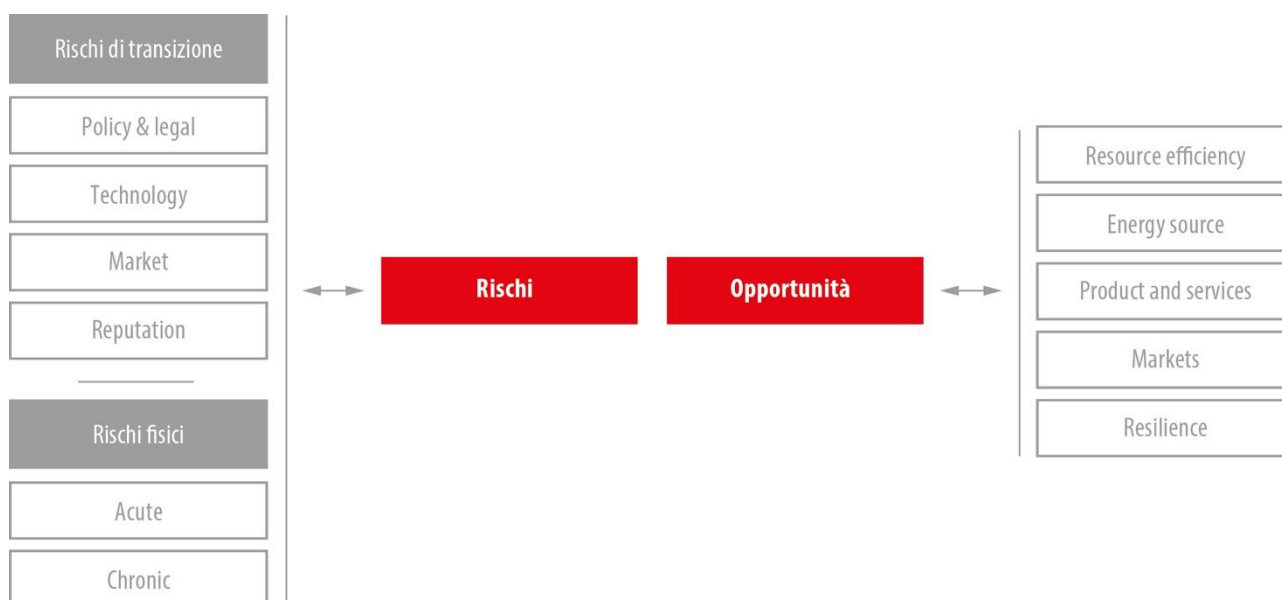 Rischi di transizione
Policy & legal
Technology
Market
Reputation
Rischi fisici
Acute
Chronic
Rischi
Opportunità
Resource efficiency
Energy source
Product and services
Markets
Resilience